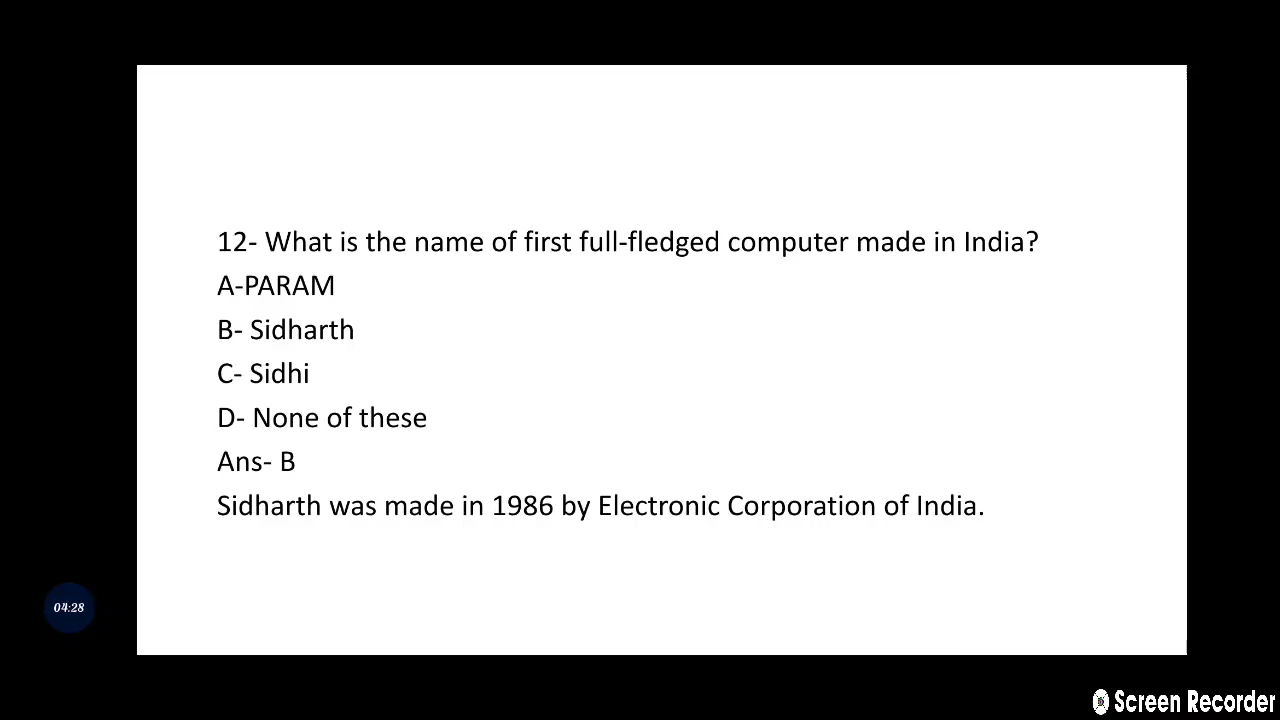 12- What is the name of first full-fledged computer made in India?
A-PARAM
B- Sidharth
C- Sidhi
D- None of these
Ans- B
Sidharth was made in 1986 by Electronic Corporation of India.
04:28
Screen Recorder